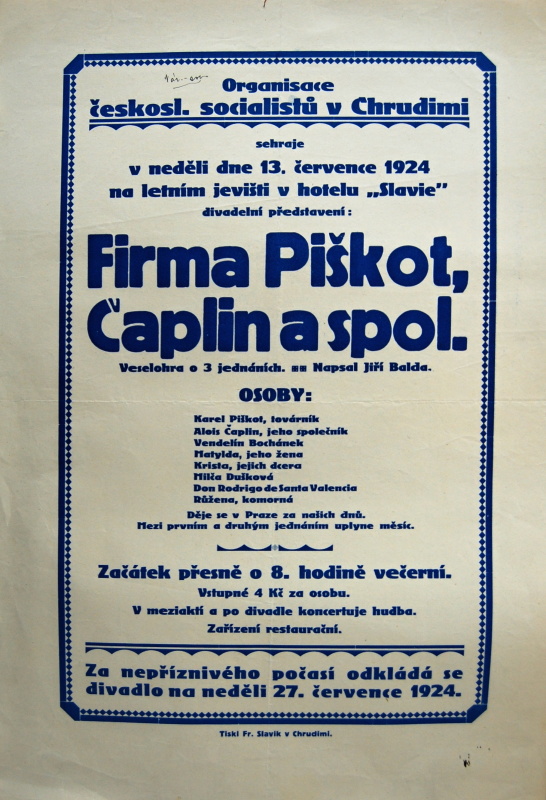 Organisace
českosl. socialistů v Chrudimi
sehraje
v neděli dne 13. července 1924
na letním jevišti v hotelu „Slavie”
divadelní představení:
Firma Piškot,
Čaplin a spol.
Veselohra o 3 jednáních. Napsal Jiří Balda.
OSOBY:
Karel Piškot, továrník
Alois Čaplin, jeho společník
Vendelín Bochánek
Matylda, jeho žena
Krista, jejich dcera
Milča Dušková
Don Rodrigo de Santa Valencia
Růžena, komorná
Děje se v Praze za našich dnů.
Mezi prvním a druhým jednáním uplyne měsíc.
Začátek přesně o 8. hodině večerní.
Vstupné 4 Kč za osobu.
V meziaktí a po divadle koncertuje hudba.
Zařízení restaurační.
Za nepříznivého počasí odkládá se
divadlo na neděli 27. července 1924.
Tiskl Fr. Slavík v Chrudimi.